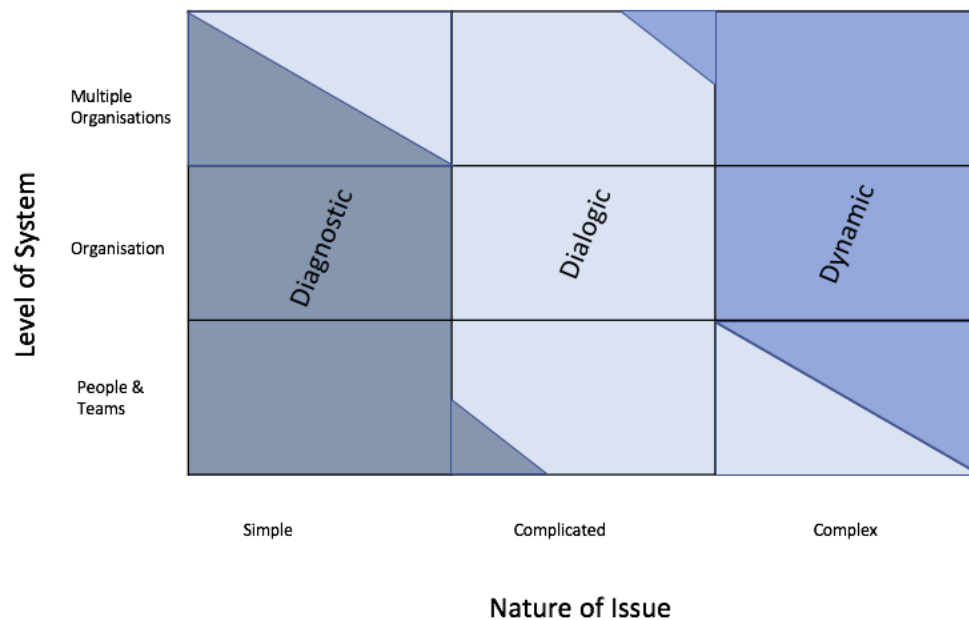 Multiple
Organisations
Level of System
Organisation
Diagnostic
Dialogic
Dynamic
People &
Teams
Simple
Complicated
Complex
Nature of Issue